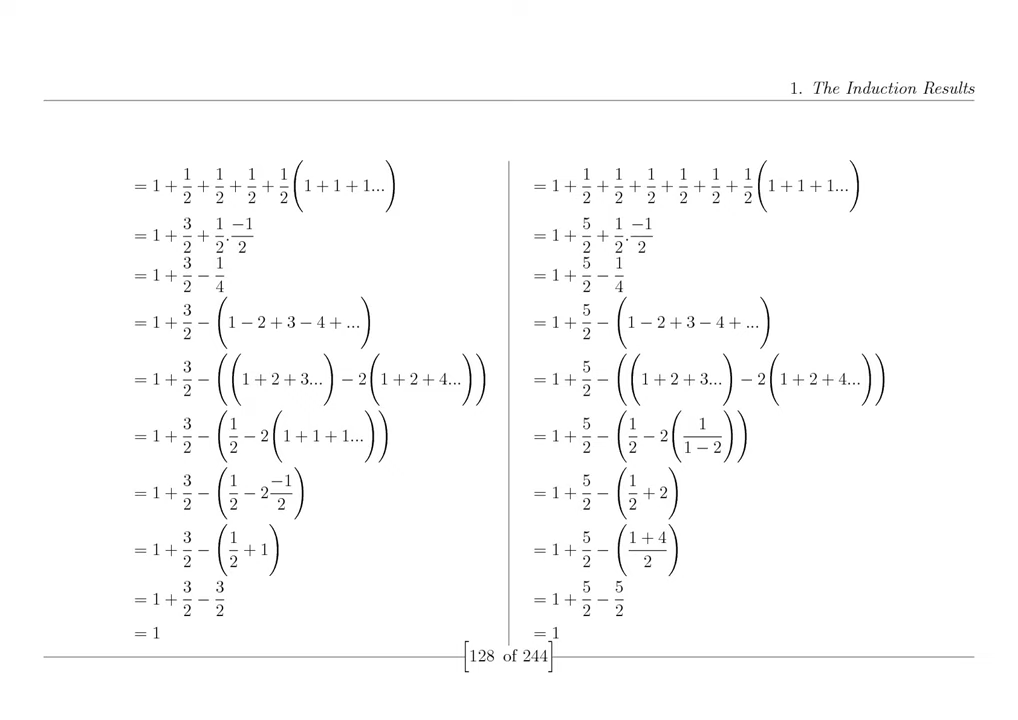 1. The Induction Results
= 1 + 1/2 + 1/2 + 1/2 + 1/2(1 + 1 + 1...)
= 1 + 3/2 + 1/2.−1/2
= 1 + 3/2 − 1/4
= 1 + 3/2 − (1 − 2 + 3 − 4 + ...)
= 1 + 3/2 − ((1 + 2 + 3...) − 2(1 + 2 + 4...))
= 1 + 3/2 − (1/2 − 2(1 + 1 + 1...))
= 1 + 3/2 − (1/2 − 2−1/2)
= 1 + 3/2 − (1/2 + 1)
= 1 + 3/2 − 3/2
= 1
= 1 + 1/2 + 1/2 + 1/2 + 1/2 + 1/2 + 1/2(1 + 1 + 1...)
= 1 + 5/2 + 1/2.−1/2
= 1 + 5/2 − 1/4
= 1 + 5/2 − (1 − 2 + 3 − 4 + ...)
= 1 + 5/2 − ((1 + 2 + 3...) − 2(1 + 2 + 4...))
= 1 + 5/2 − (1/2 − 2(1/(1 − 2)))
= 1 + 5/2 − (1/2 + 2)
= 1 + 5/2 − ((1 + 4)/2)
= 1 + 5/2 − 5/2
= 1
[128 of 244]